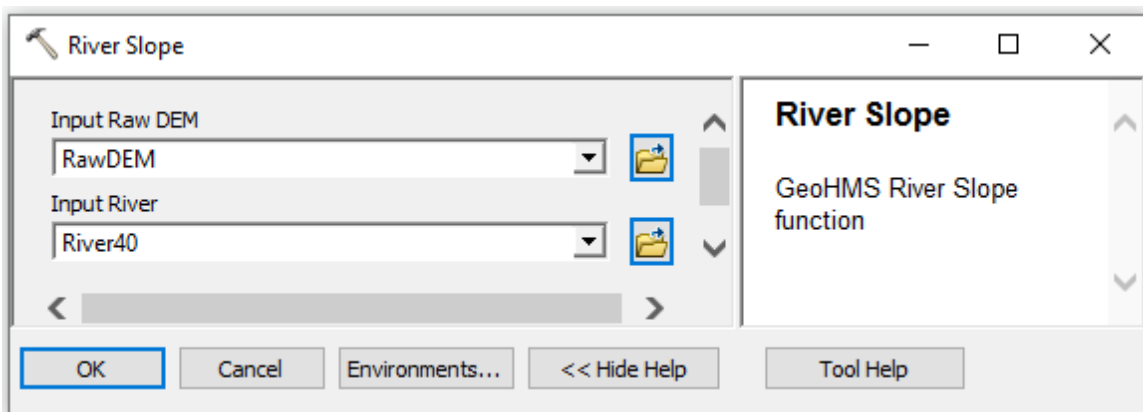 River Slope
Input Raw DEM
RawDEM
Input River
River40
River Slope
GeoHMS River Slope
function
OK
Cancel
Environments...
<< Hide Help
Tool Help